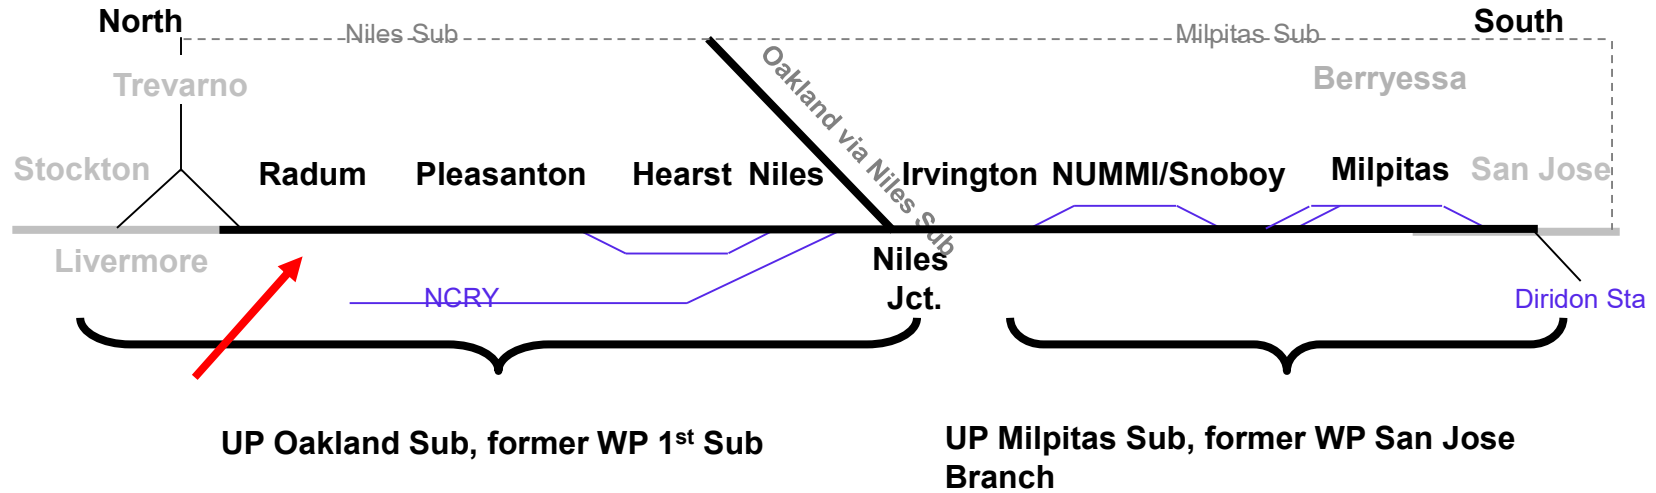 North
South
Niles Sub
Milpitas Sub
Trevarno
Oakland via Niles Sub
Berryessa
Stockton
Radum
Pleasanton
Hearst
Niles
Irvington
NUMMI/Snoboy
Milpitas
San Jose
Livermore
Niles
Jct.
NCRY
Diridon Sta
UP Oakland Sub, former WP 1st Sub
UP Milpitas Sub, former WP San Jose
Branch